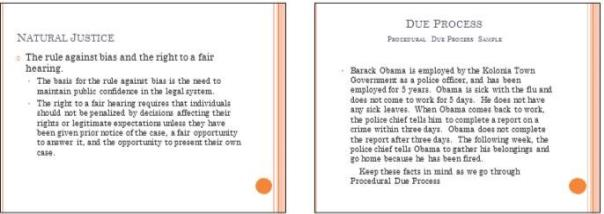 NATURAL JUSTICE
The rule against bias and the right to a fair
hearing.
The basis for the rule against bias is the need to
maintain public confidence in the legal system.
The right to a fair hearing requires that individuals
should not be penalized by decisions affecting their
rights or legitimate expectations unless they have
been given prior notice of the case, a fair opportunity
to answer it, and the opportunity to present their own
case.
DUE PROCESS
PROCEDURAL DUE PROCESS SAMPLE
Barack Obama is employed by the Kolonia Town
Government as a police officer, and has been
employed for 5 years. Obama is sick with the flu and
does not come to work for 5 days. He does not have
any sick leaves. When Obama comes back to work,
the police chief tells him to complete a report on a
crime within three days. Obama does not complete
the report after three days. The following week, the
police chief tells Obama to gather his belongings and
go home because he has been fired.
Keep these facts in mind as we go through
Procedural Due Process